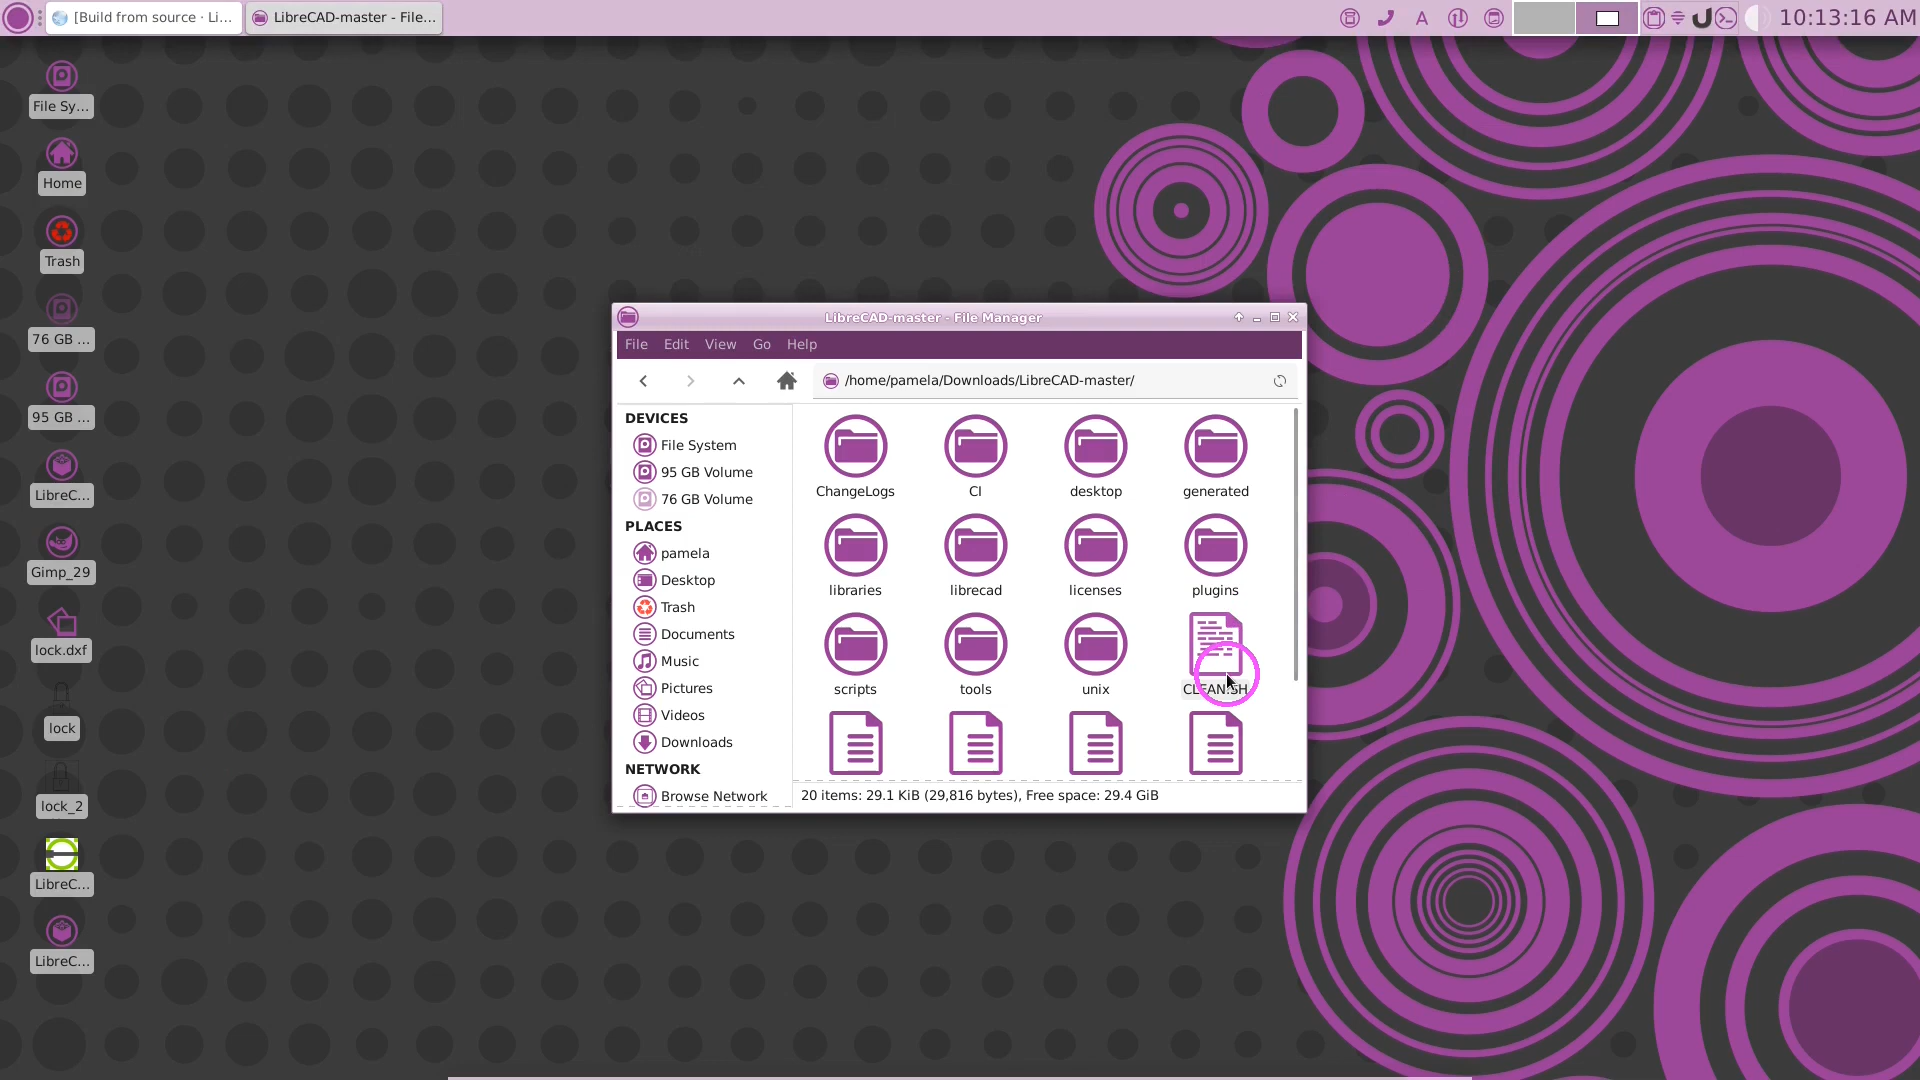 [Build from source · Li...
LibreCAD-master - File...
10:13:16 AM
File Sy...
Home
Trash
76 GB ...
95 GB ...
LibreC...
Gimp_29
lock.dxf
lock
lock_2
LibreC...
LibreC...
LibreCAD-master - File Manager
File Edit View Go Help
/home/pamela/Downloads/LibreCAD-master/
DEVICES
File System
95 GB Volume
76 GB Volume
PLACES
pamela
Desktop
Trash
Documents
Music
Pictures
Videos
Downloads
NETWORK
Browse Network
ChangeLogs CI desktop generated
libraries librecad licenses plugins
scripts tools unix CLEAN.SH
20 items: 29.1 KiB (29,816 bytes), Free space: 29.4 GiB